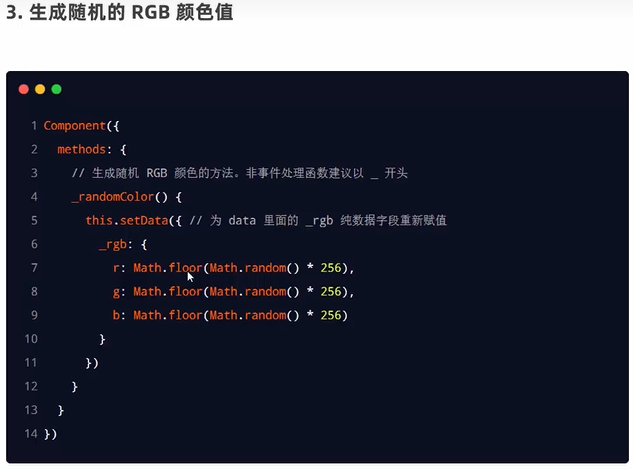 3. 生成随机的 RGB 颜色值
1 Component({
2 methods: {
3 // 生成随机 RGB 颜色的方法。非事件处理函数建议以 _ 开头
4 _randomColor() {
5 this.setData({ // 为 data 里面的 _rgb 纯数据字段重新赋值
6 _rgb: {
7 r: Math.floor(Math.random() * 256),
8 g: Math.floor(Math.random() * 256),
9 b: Math.floor(Math.random() * 256)
10 }
11 })
12 }
13 }
14 })